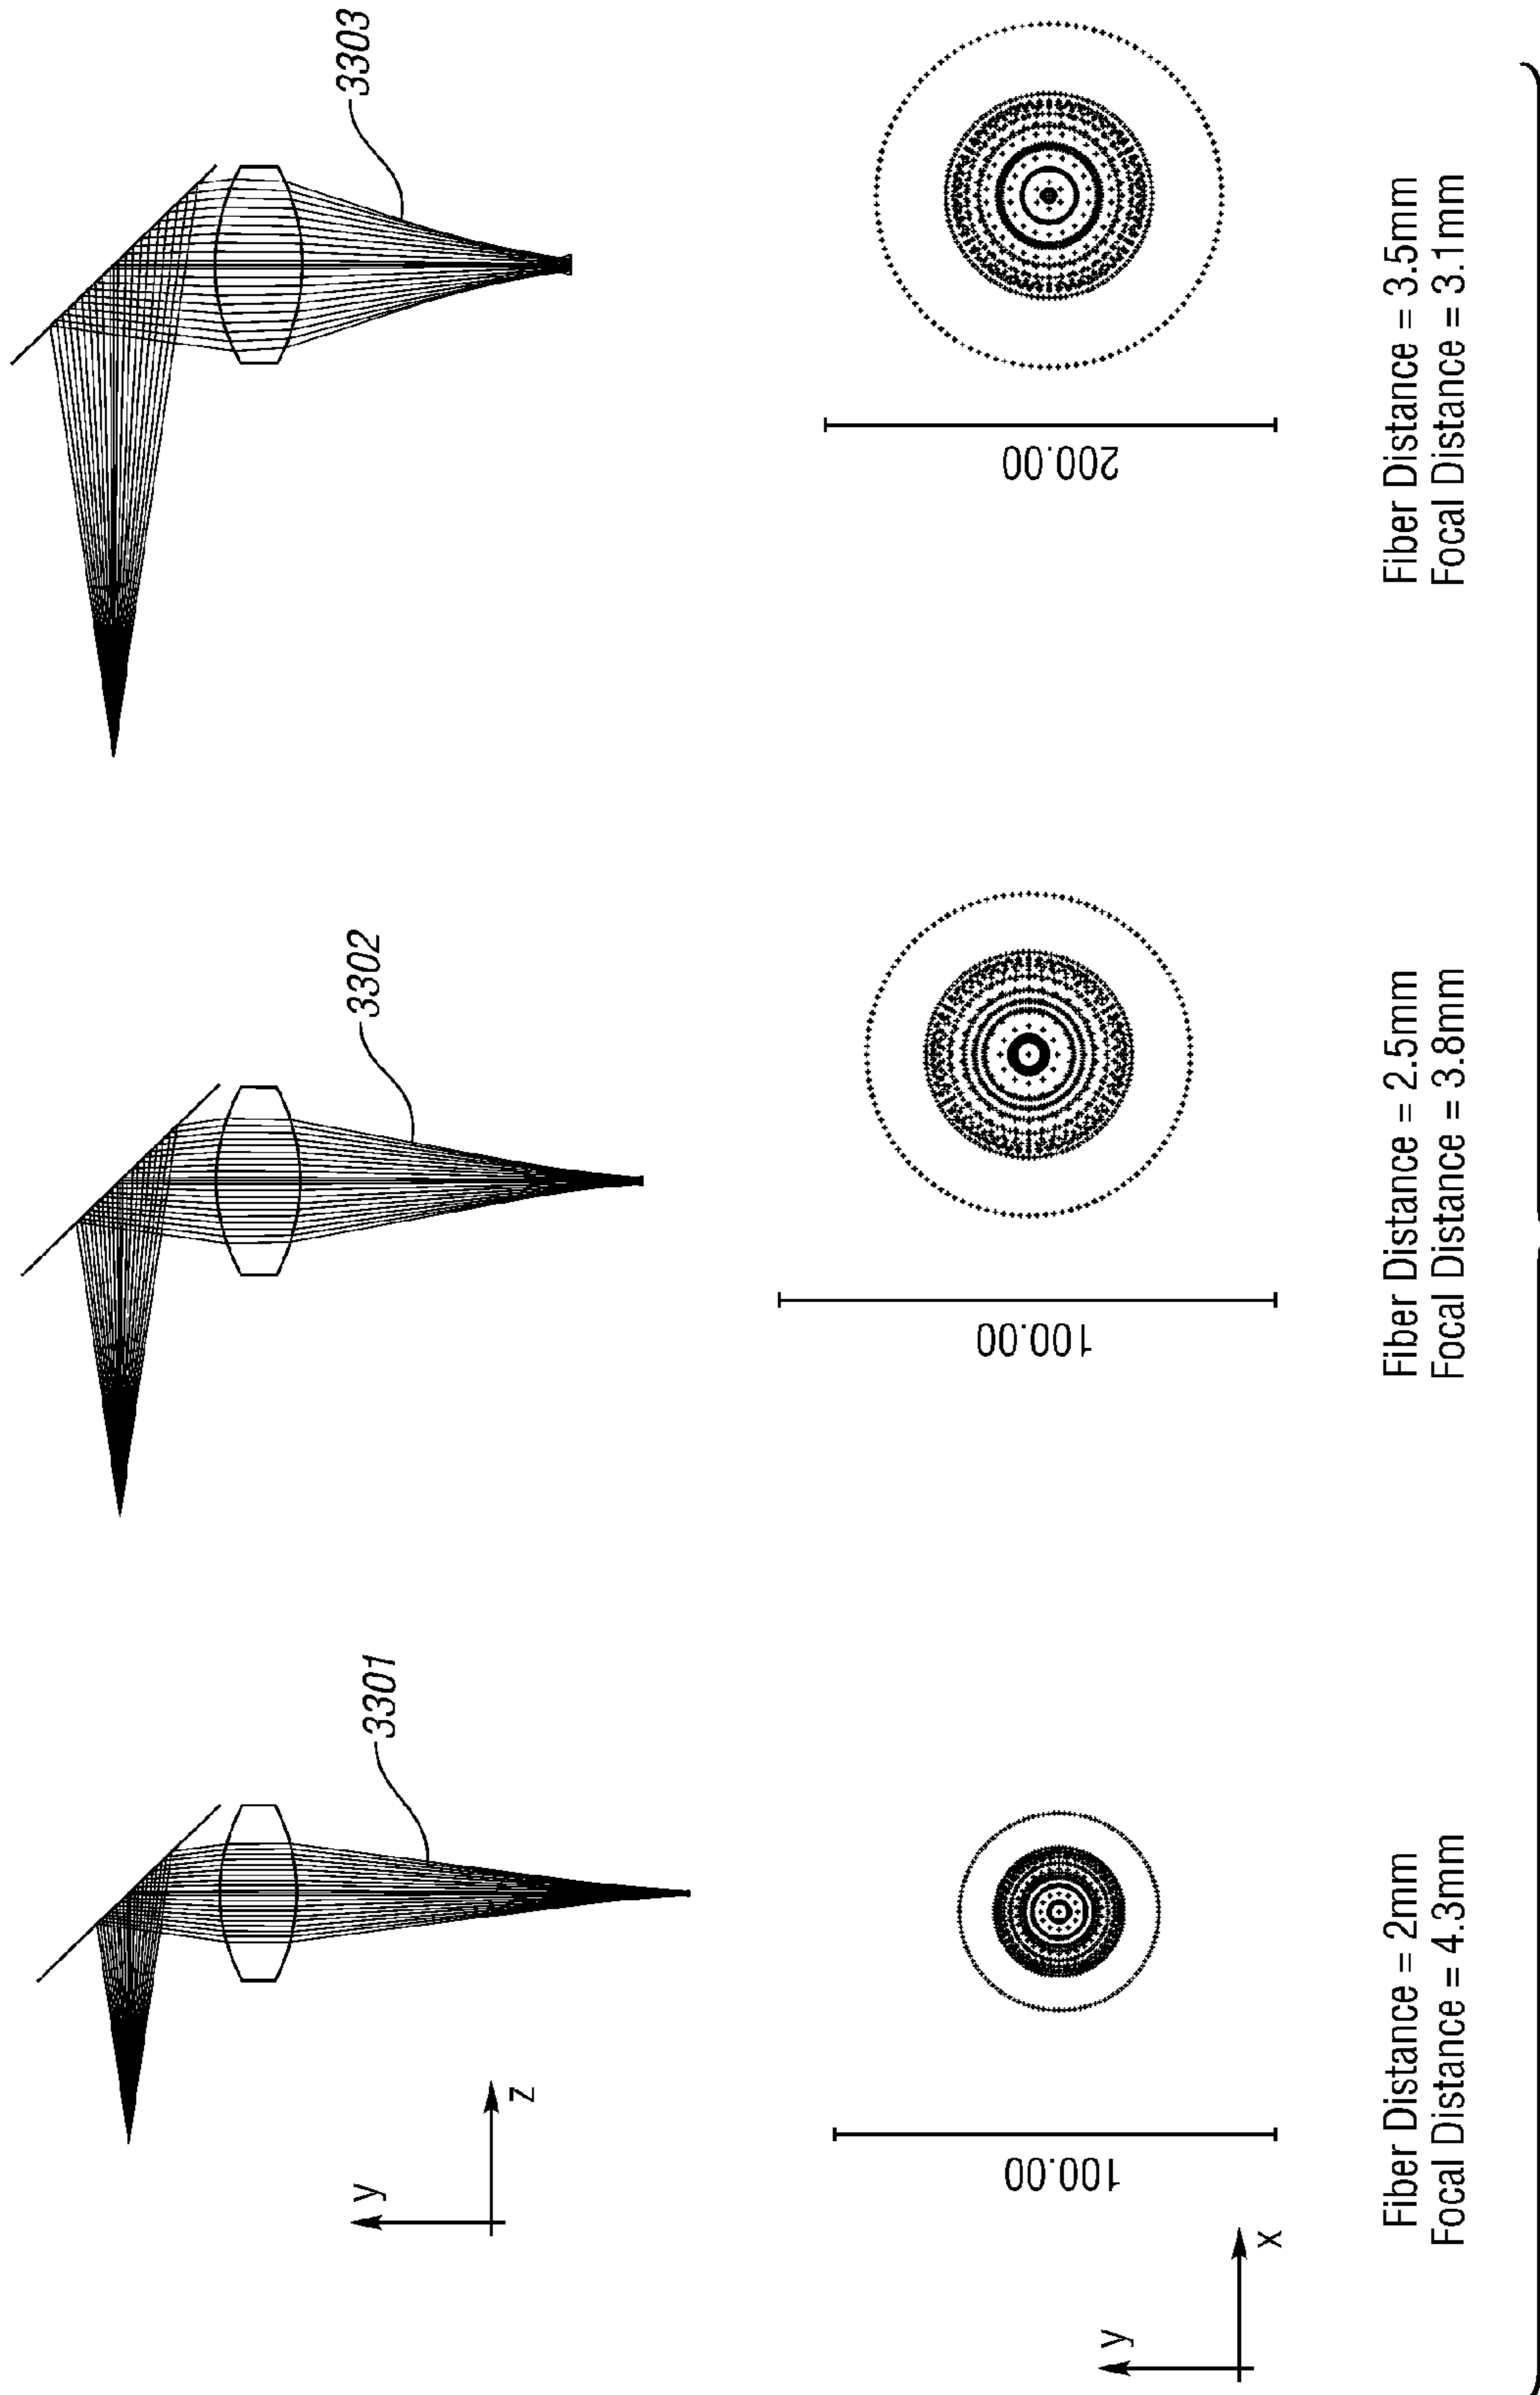 3301
3302
3303
y
z
100.00
100.00
200.00
y
x
Fiber Distance = 2mm
Focal Distance = 4.3mm
Fiber Distance = 2.5mm
Focal Distance = 3.8mm
Fiber Distance = 3.5mm
Focal Distance = 3.1mm